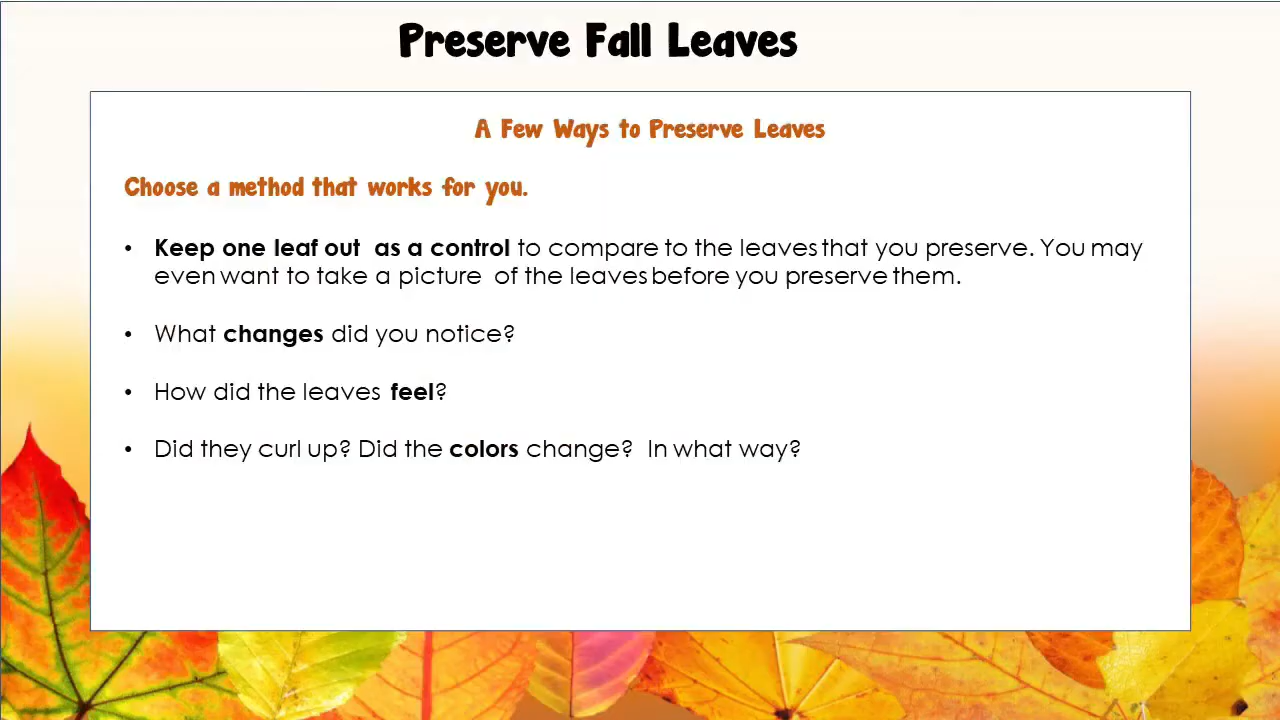 Preserve Fall Leaves
A Few Ways to Preserve Leaves
Choose a method that works for you.
• Keep one leaf out as a control to compare to the leaves that you preserve. You may
even want to take a picture of the leaves before you preserve them.
• What changes did you notice?
• How did the leaves feel?
• Did they curl up? Did the colors change? In what way?